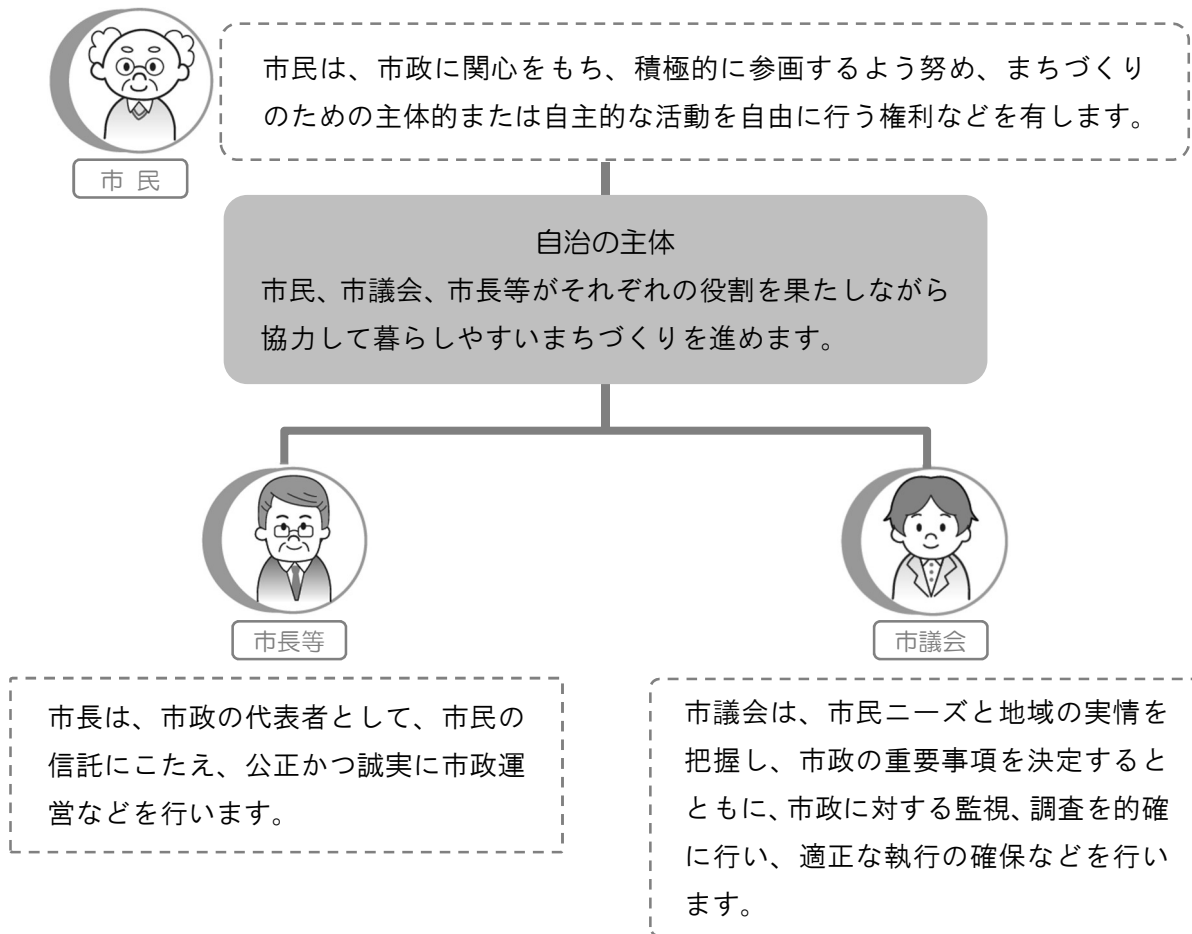 市民は、市政に関心をもち、積極的に参画するよう努め、まちづくり
のための主体的または自主的な活動を自由に行う権利などを有します。
市 民
自治の主体
市民、市議会、市長等がそれぞれの役割を果たしながら
協力して暮らしやすいまちづくりを進めます。
市長等
市長は、市政の代表者として、市民の
信託にこたえ、公正かつ誠実に市政運
営などを行います。
市議会
市議会は、市民ニーズと地域の実情を
把握し、市政の重要事項を決定すると
ともに、市政に対する監視、調査を的確
に行い、適正な執行の確保などを行い
ます。